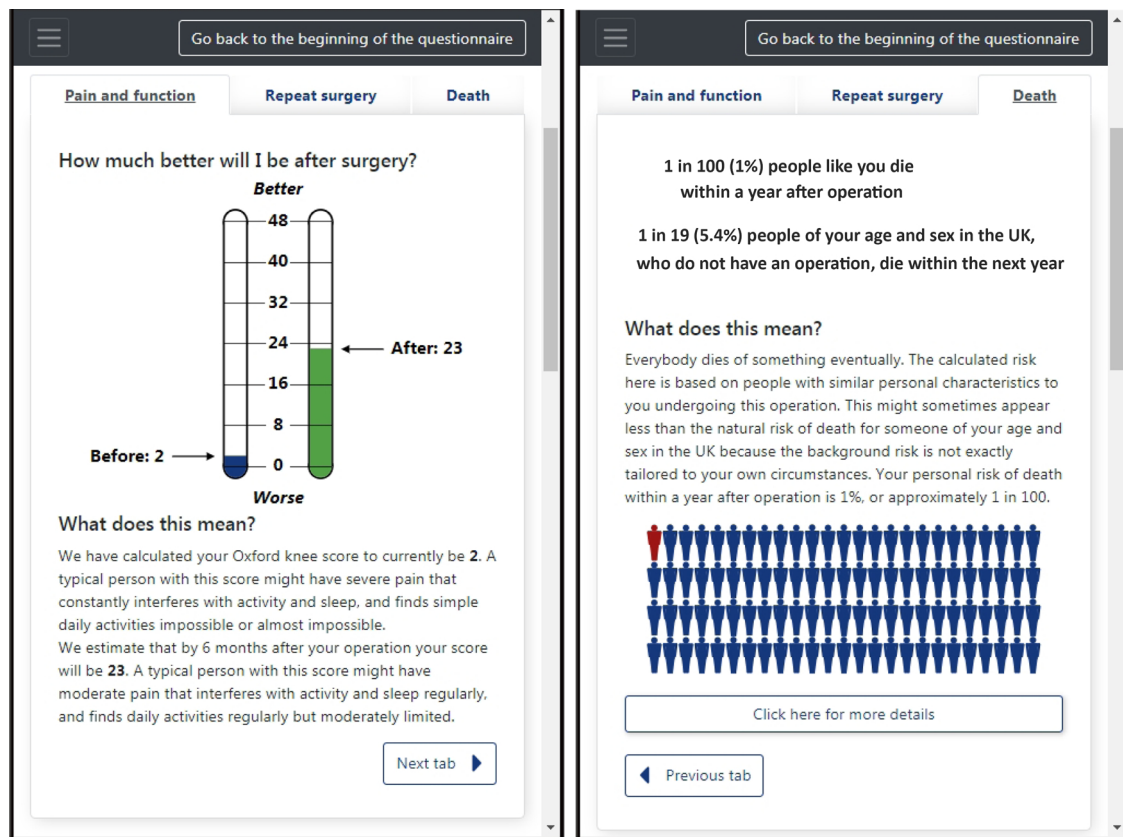 Go back to the beginning of the questionnaire
Pain and function
Repeat surgery
Death
How much better will I be after surgery?
Better
48
40
32
24
After: 23
16
8
Before: 2
0
Worse
What does this mean?
We have calculated your Oxford knee score to currently be 2. A
typical person with this score might have severe pain that
constantly interferes with activity and sleep, and finds simple
daily activities impossible or almost impossible.
We estimate that by 6 months after your operation your score
will be 23. A typical person with this score might have
moderate pain that interferes with activity and sleep regularly,
and finds daily activities regularly but moderately limited.
Next tab
Go back to the beginning of the questionnaire
Pain and function
Repeat surgery
Death
1 in 100 (1%) people like you die
within a year after operation
1 in 19 (5.4%) people of your age and sex in the UK,
who do not have an operation, die within the next year
What does this mean?
Everybody dies of something eventually. The calculated risk
here is based on people with similar personal characteristics to
you undergoing this operation. This might sometimes appear
less than the natural risk of death for someone of your age and
sex in the UK because the background risk is not exactly
tailored to your own circumstances. Your personal risk of death
within a year after operation is 1%, or approximately 1 in 100.
Click here for more details
Previous tab